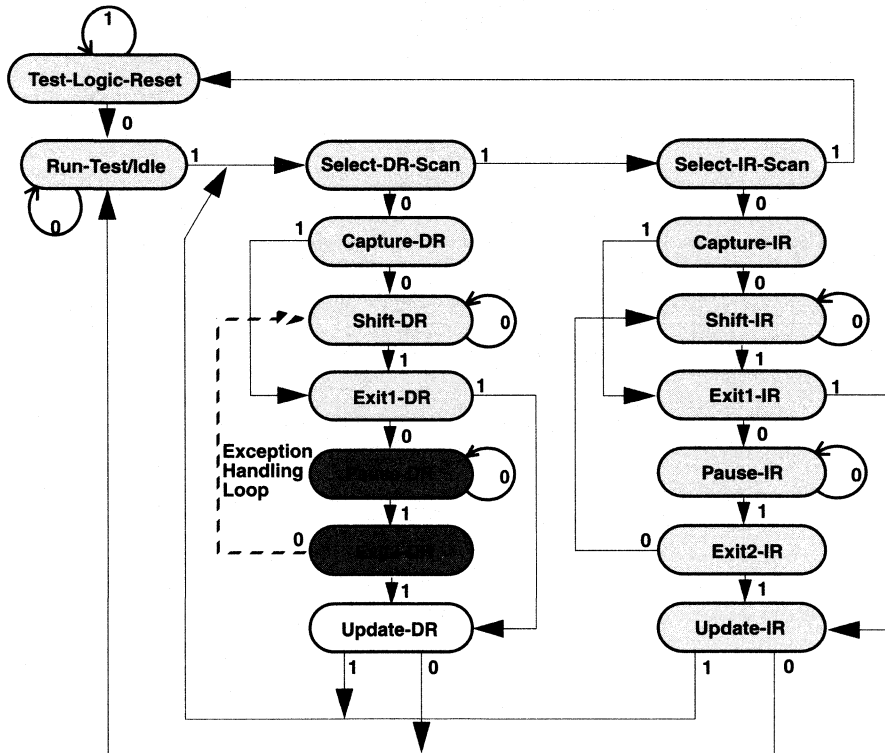 1
Test-Logic-Reset
0
Run-Test/Idle
1
0
Select-DR-Scan
1
Select-IR-Scan
1
0
0
1
Capture-DR
1
Capture-IR
0
0
Shift-DR
0
Shift-IR
0
1
1
Exit1-DR
1
Exit1-IR
1
0
0
Exception
Handling
Loop
Pause-DR
0
Pause-IR
0
1
1
0
0
Exit2-IR
1
1
Update-DR
Update-IR
1
0
1
0